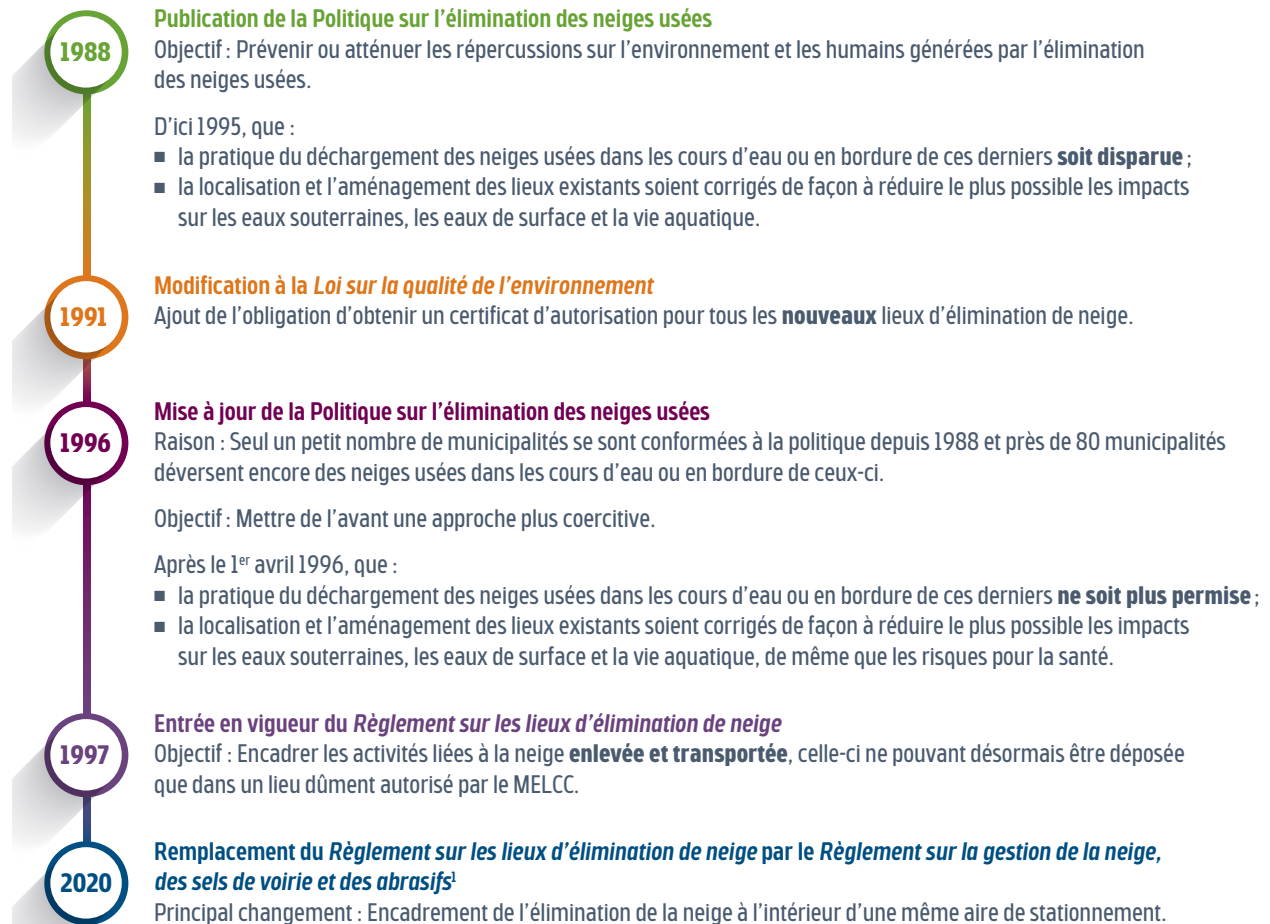 1988
Publication de la Politique sur l'élimination des neiges usées
Objectif : Prévenir ou atténuer les répercussions sur l'environnement et les humains générées par l'élimination
des neiges usées.
D'ici 1995, que :
■ la pratique du déchargement des neiges usées dans les cours d'eau ou en bordure de ces derniers soit disparue ;
■ la localisation et l'aménagement des lieux existants soient corrigés de façon à réduire le plus possible les impacts
sur les eaux souterraines, les eaux de surface et la vie aquatique.
1991
Modification à la Loi sur la qualité de l'environnement
Ajout de l'obligation d'obtenir un certificat d'autorisation pour tous les nouveaux lieux d'élimination de neige.
1996
Mise à jour de la Politique sur l'élimination des neiges usées
Raison : Seul un petit nombre de municipalités se sont conformées à la politique depuis 1988 et près de 80 municipalités
déversent encore des neiges usées dans les cours d'eau ou en bordure de ceux-ci.
Objectif : Mettre de l'avant une approche plus coercitive.
Après le 1er avril 1996, que :
■ la pratique du déchargement des neiges usées dans les cours d'eau ou en bordure de ces derniers ne soit plus permise ;
■ la localisation et l'aménagement des lieux existants soient corrigés de façon à réduire le plus possible les impacts
sur les eaux souterraines, les eaux de surface et la vie aquatique, de même que les risques pour la santé.
1997
Entrée en vigueur du Règlement sur les lieux d'élimination de neige
Objectif : Encadrer les activités liées à la neige enlevée et transportée, celle-ci ne pouvant désormais être déposée
que dans un lieu dûment autorisé par le MELCC.
2020
Remplacement du Règlement sur les lieux d'élimination de neige par le Règlement sur la gestion de la neige,
des sels de voirie et des abrasifs¹
Principal changement : Encadrement de l'élimination de la neige à l'intérieur d'une même aire de stationnement.